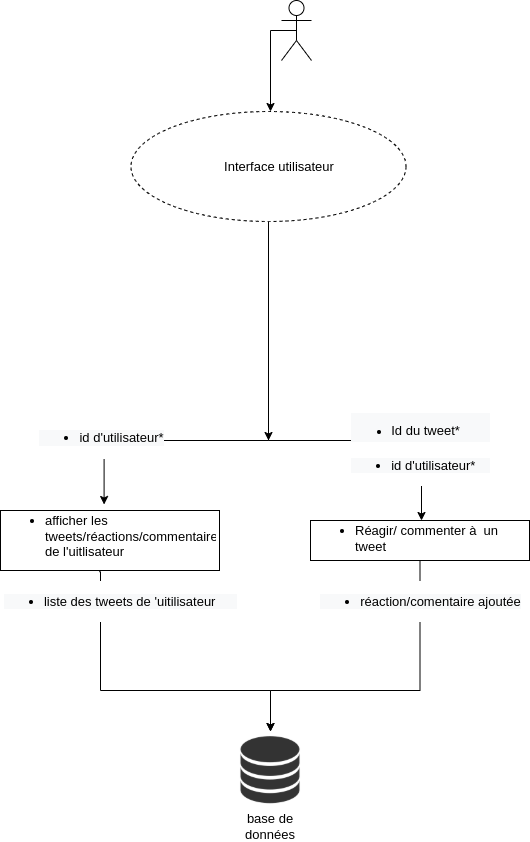 Interface utilisateur
id d'utilisateur*
Id du tweet*
id d'utilisateur*
afficher les
tweets/réactions/commentaire
de l'uitlisateur
Réagir/ commenter à un
tweet
liste des tweets de 'uitilisateur
réaction/comentaire ajoutée
base de
données